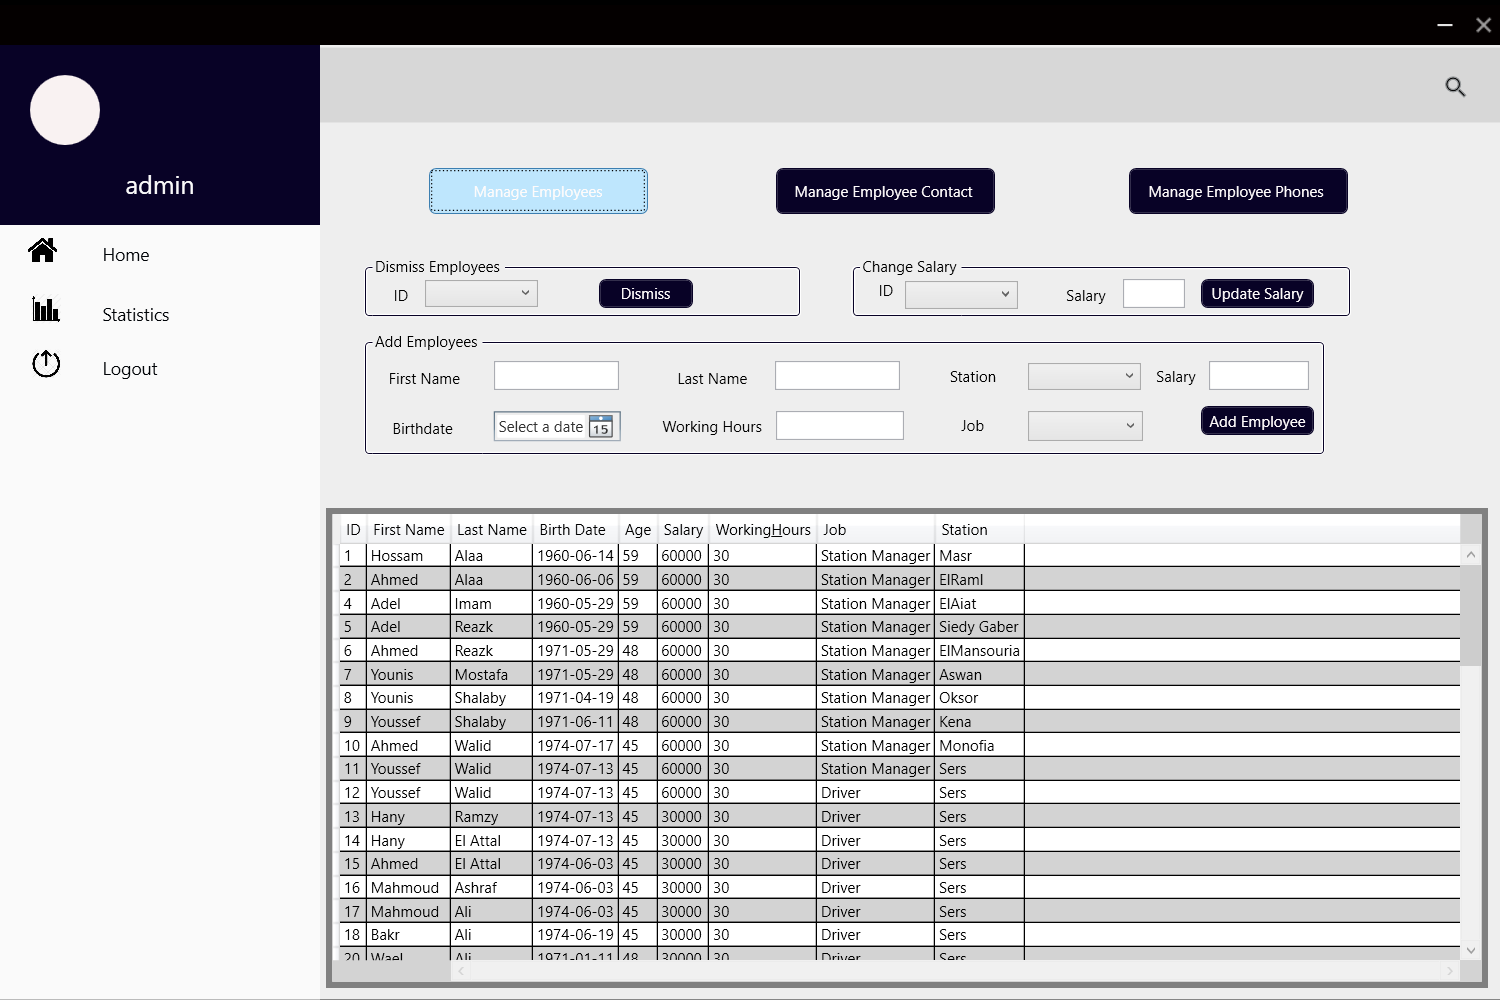 admin
Home
Statistics
Logout
Manage Employees
Manage Employee Contact
Manage Employee Phones
Dismiss Employees
ID
Dismiss
Change Salary
ID
Salary
Update Salary
Add Employees
First Name
Last Name
Station
Salary
Birthdate
Select a date
15
Working Hours
Job
Add Employee
ID First Name Last Name Birth Date Age Salary WorkingHours Job Station
1 Hossam Alaa 1960-06-14 59 60000 30 Station Manager Masr
2 Ahmed Alaa 1960-06-06 59 60000 30 Station Manager ElRaml
4 Adel Imam 1960-05-29 59 60000 30 Station Manager ElAiat
5 Adel Reazk 1960-05-29 59 60000 30 Station Manager Siedy Gaber
6 Ahmed Reazk 1971-05-29 48 60000 30 Station Manager ElMansouria
7 Younis Mostafa 1971-05-29 48 60000 30 Station Manager Aswan
8 Younis Shalaby 1971-04-19 48 60000 30 Station Manager Oksor
9 Youssef Shalaby 1971-06-11 48 60000 30 Station Manager Kena
10 Ahmed Walid 1974-07-17 45 60000 30 Station Manager Monofia
11 Youssef Walid 1974-07-13 45 60000 30 Station Manager Sers
12 Youssef Walid 1974-07-13 45 60000 30 Driver Sers
13 Hany Ramzy 1974-07-13 45 30000 30 Driver Sers
14 Hany El Attal 1974-07-13 45 30000 30 Driver Sers
15 Ahmed El Attal 1974-06-03 45 30000 30 Driver Sers
16 Mahmoud Ashraf 1974-06-03 45 30000 30 Driver Sers
17 Mahmoud Ali 1974-06-03 45 30000 30 Driver Sers
18 Bakr Ali 1974-06-19 45 30000 30 Driver Sers
20 Wael Ali 1971-01-11 48 30000 30 Driver Sers